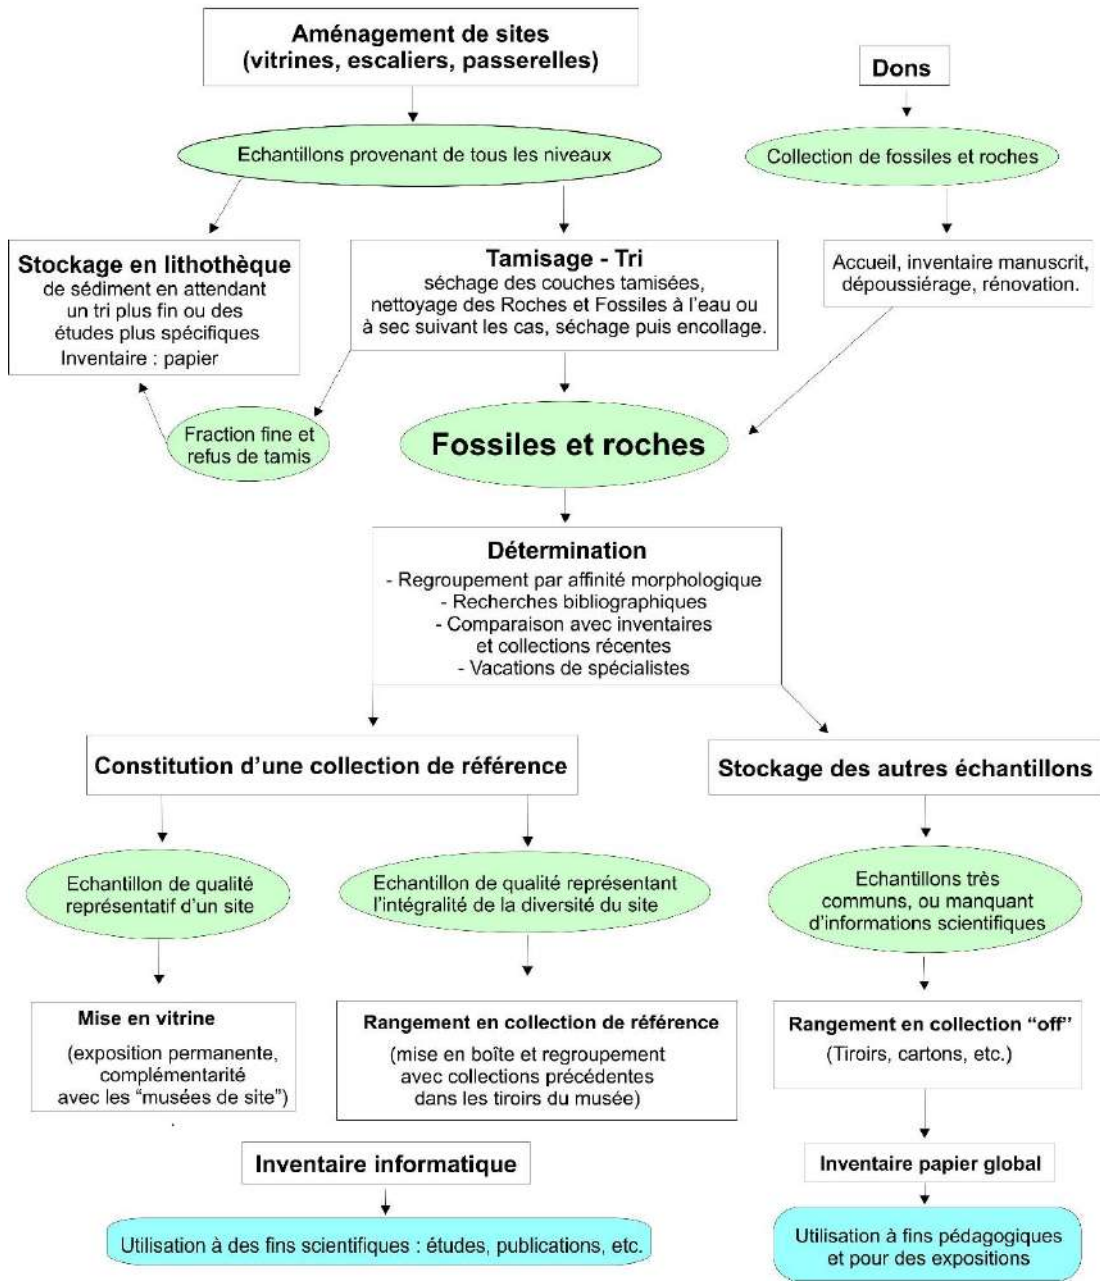 Aménagement de sites
(vitrines, escaliers, passerelles)
Dons
Echantillons provenant de tous les niveaux
Collection de fossiles et roches
Stockage en lithothèque
de sédiment en attendant
un tri plus fin ou des
études plus spécifiques
Inventaire : papier
Tamisage - Tri
séchage des couches tamisées,
nettoyage des Roches et Fossiles à l'eau ou
à sec suivant les cas, séchage puis encollage.
Accueil, inventaire manuscrit,
dépoussiérage, rénovation.
Fraction fine et
refus de tamis
Fossiles et roches
Détermination
- Regroupement par affinité morphologique
- Recherches bibliographiques
- Comparaison avec inventaires
et collections récentes
- Vacations de spécialistes
Constitution d'une collection de référence
Stockage des autres échantillons
Echantillon de qualité
représentatif d'un site
Echantillon de qualité représentant
l'intégralité de la diversité du site
Echantillons très
communs, ou manquant
d'informations scientifiques
Mise en vitrine
(exposition permanente,
complémentarité
avec les "musées de site")
Rangement en collection de référence
(mise en boîte et regroupement
avec collections précédentes
dans les tiroirs du musée)
Rangement en collection "off"
(Tiroirs, cartons, etc.)
Inventaire informatique
Inventaire papier global
Utilisation à des fins scientifiques : études, publications, etc.
Utilisation à fins pédagogiques
et pour des expositions